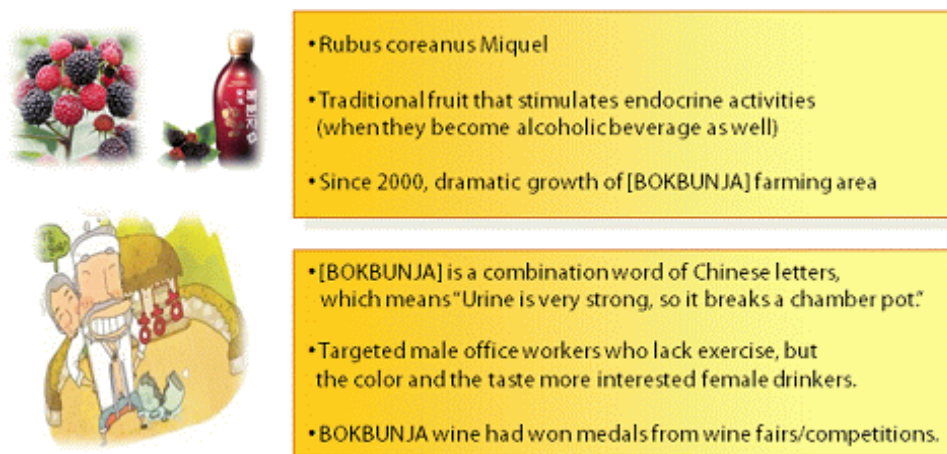 • Rubus coreanus Miquel
• Traditional fruit that stimulates endocrine activities
(when they become alcoholic beverage as well)
• Since 2000, dramatic growth of [BOKBUNJA] farming area
• [BOKBUNJA] is a combination word of Chinese letters,
which means “Urine is very strong, so it breaks a chamber pot.”
• Targeted male office workers who lack exercise, but
the color and the taste more interested female drinkers.
• BOKBUNJA wine had won medals from wine fairs/competitions.